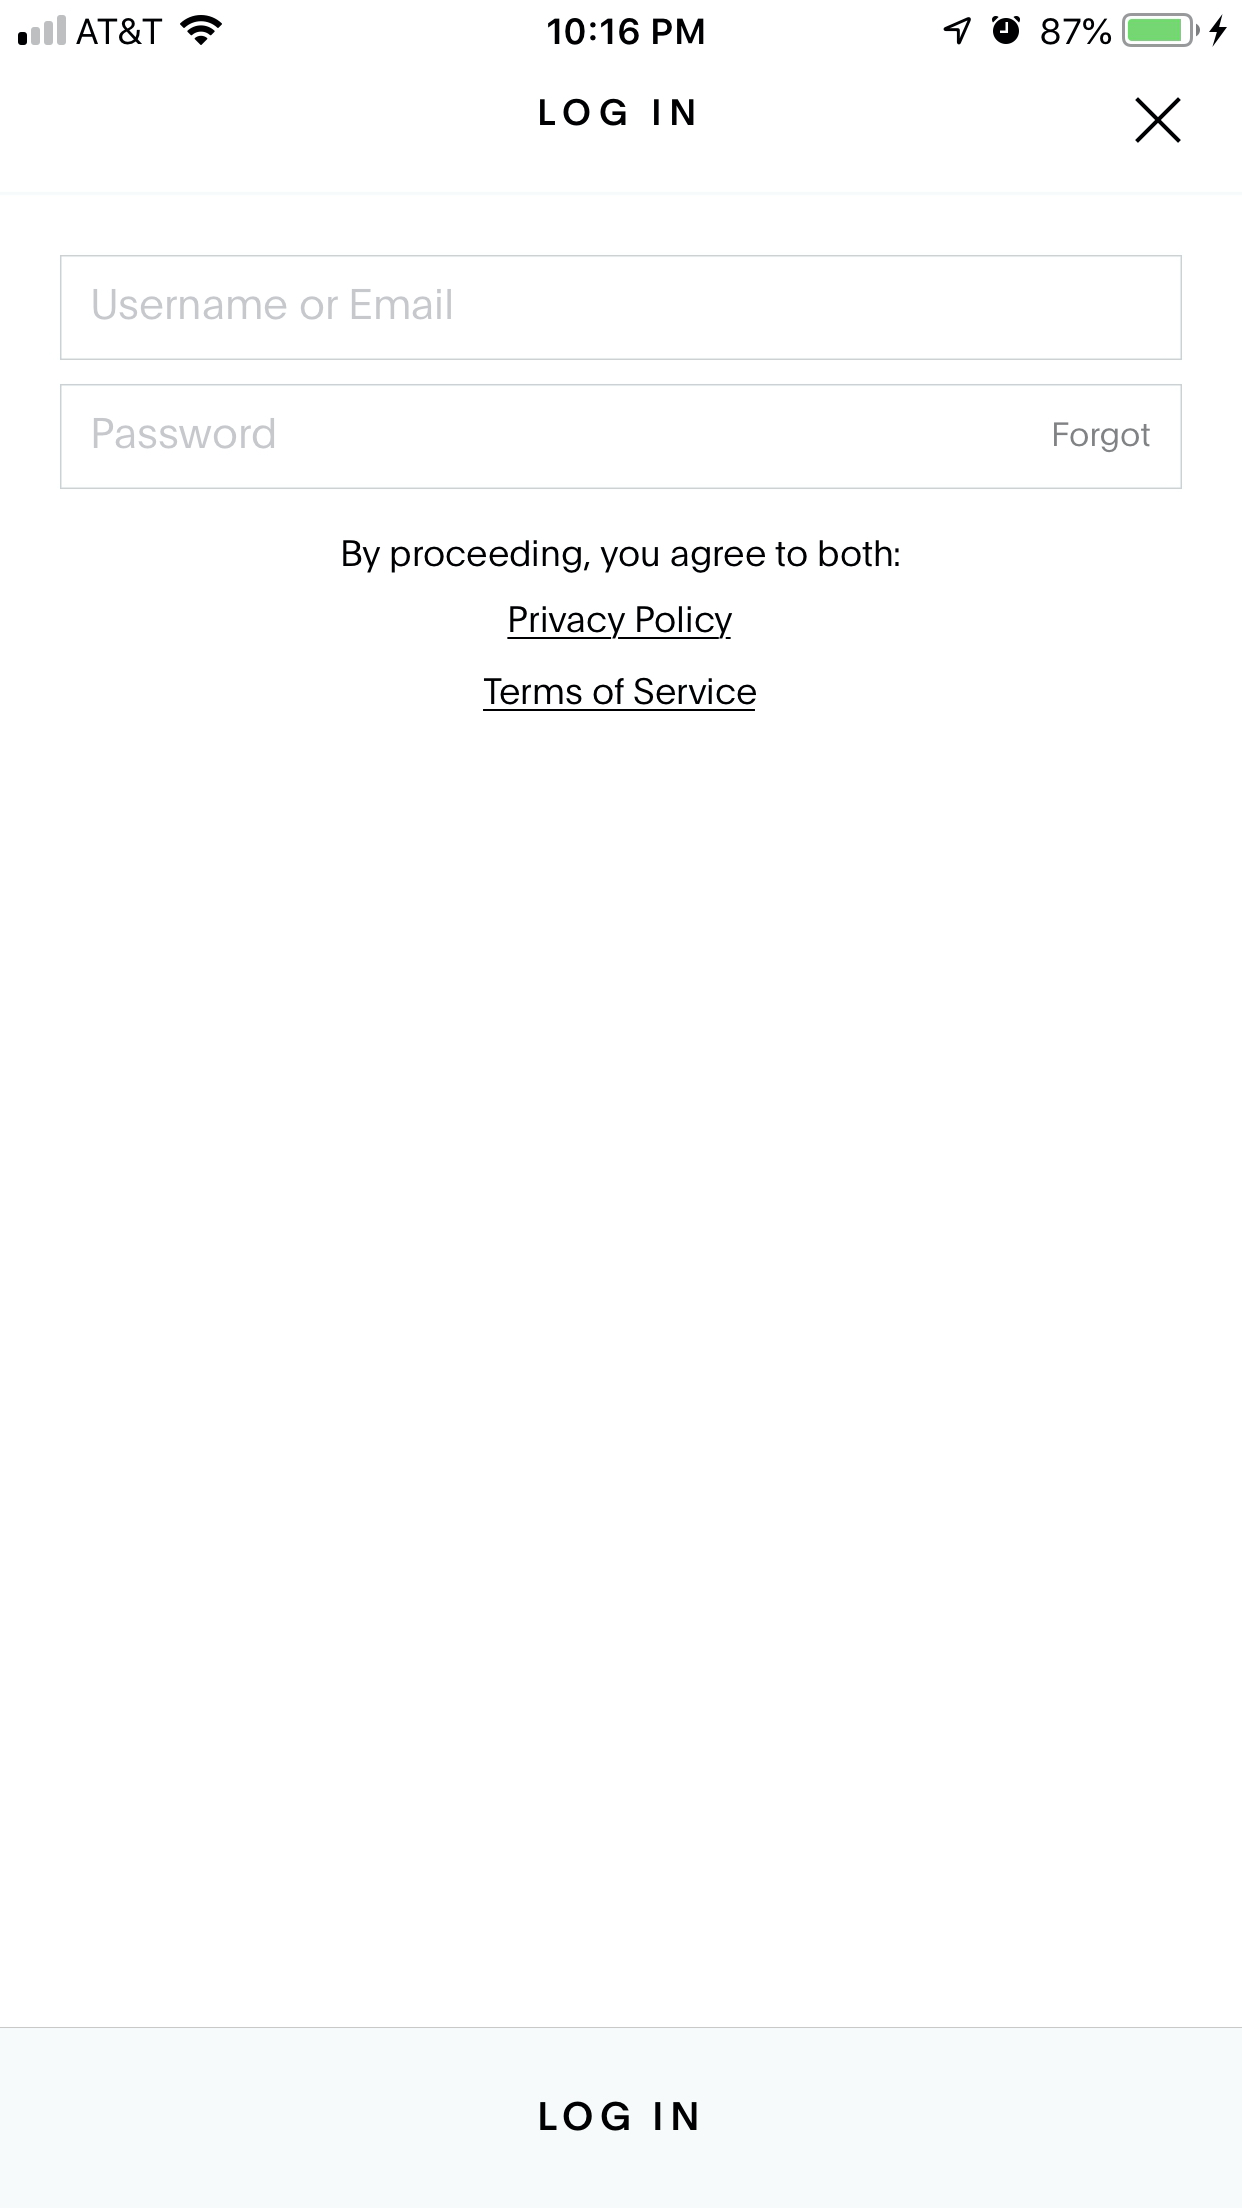 AT&T 10:16 PM 87%
LOG IN
Username or Email
Password Forgot
By proceeding, you agree to both:
Privacy Policy
Terms of Service
LOG IN